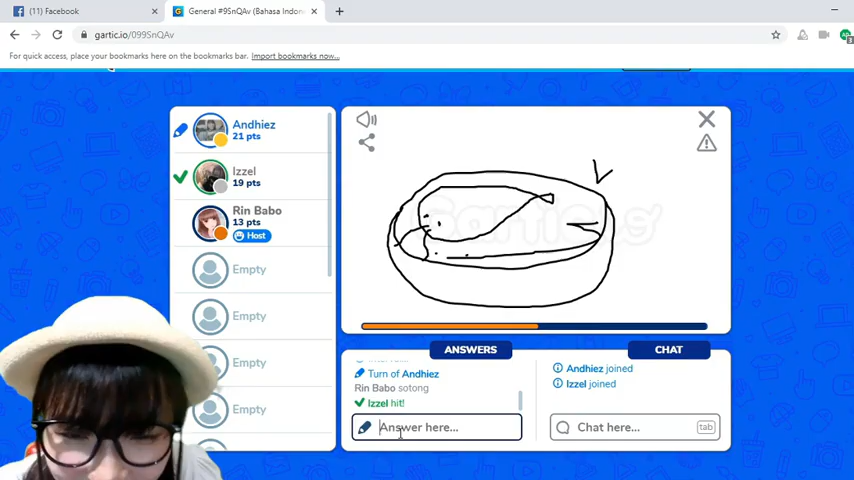 (11) Facebook
General #9SnQAv (Bahasa Indon
gartic.io/099SnQAv
For quick access, place your bookmarks here on the bookmarks bar. Import bookmarks now...
Andhiez
21 pts
Izzel
19 pts
Rin Babo
13 pts
Host
Empty
Empty
Empty
Empty
Gartic
ANSWERS
Turn of Andhiez
Rin Babo sotong
Izzel hit!
Answer here...
CHAT
Andhiez joined
Izzel joined
Chat here...
tab